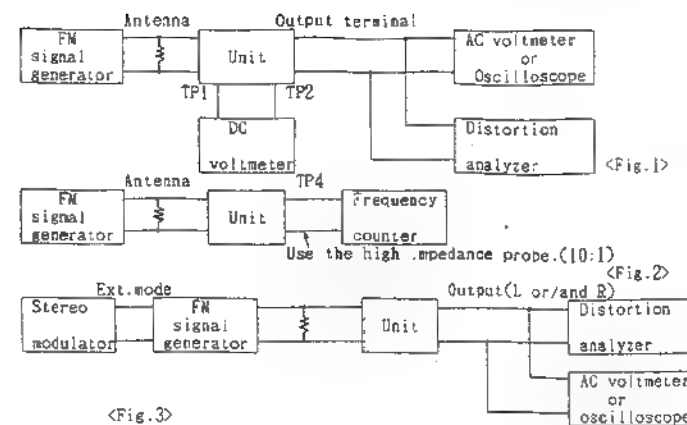 Antenna
Output terminal
FM
signal
generator
Unit
AC voltmeter
or
Oscilloscope
TP1
TP2
DC
voltmeter
Distortion
analyzer
<Fig.1>
Antenna
TP4
FM
signal
generator
Unit
Frequency
counter
Use the high .mpedance probe.(10:1)
<Fig.2>
Ext.mode
Output(L or/and R)
Stereo
modulator
FM
signal
generator
Unit
Distortion
analyzer
AC voltmeter
or
oscilloscope
<Fig.3>